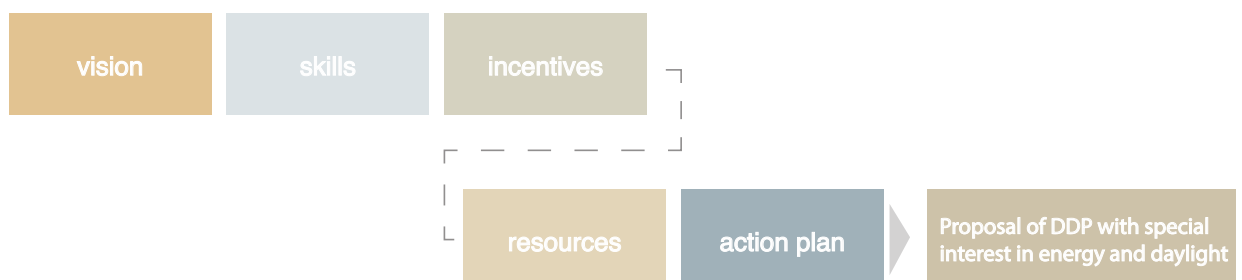 vision
skills
incentives
resources
action plan
Proposal of DDP with special
interest in energy and daylight